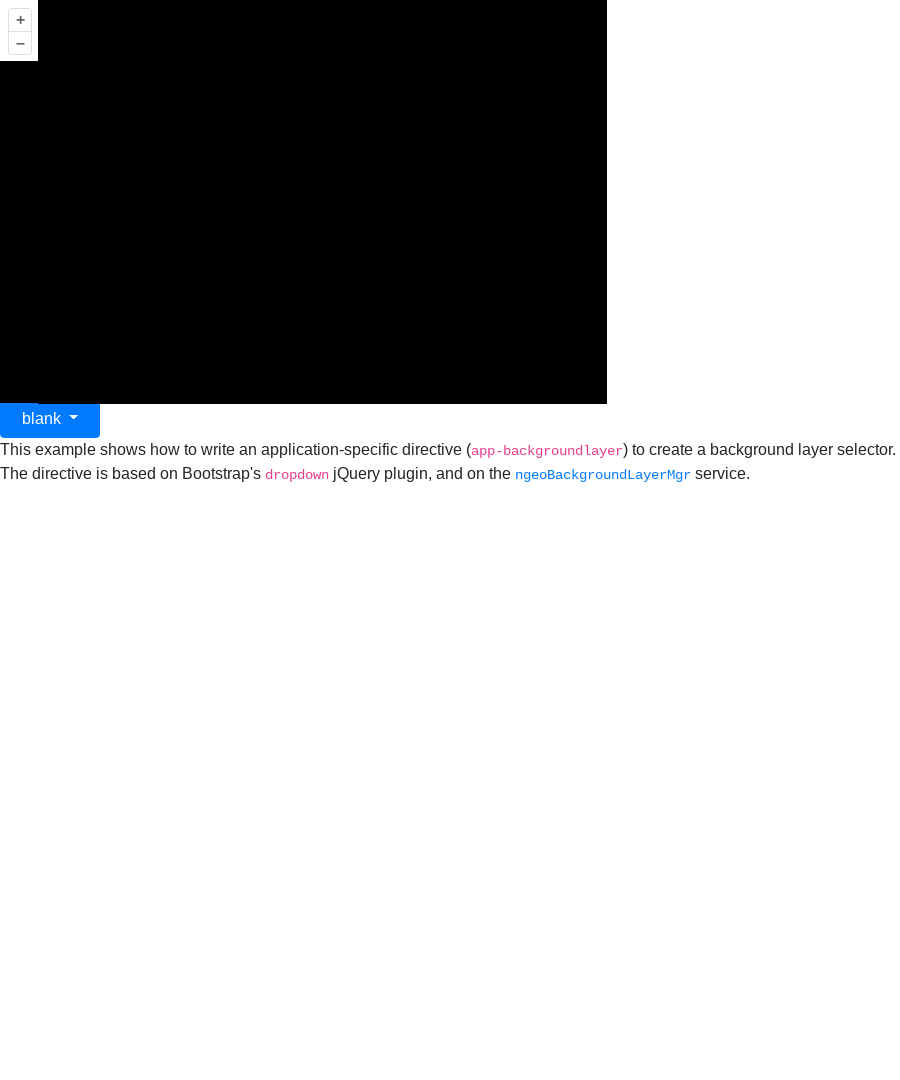 +
–
blank
This example shows how to write an application-specific directive (app-backgroundlayer) to create a background layer selector.
The directive is based on Bootstrap's dropdown jQuery plugin, and on the ngeoBackgroundLayerMgr service.